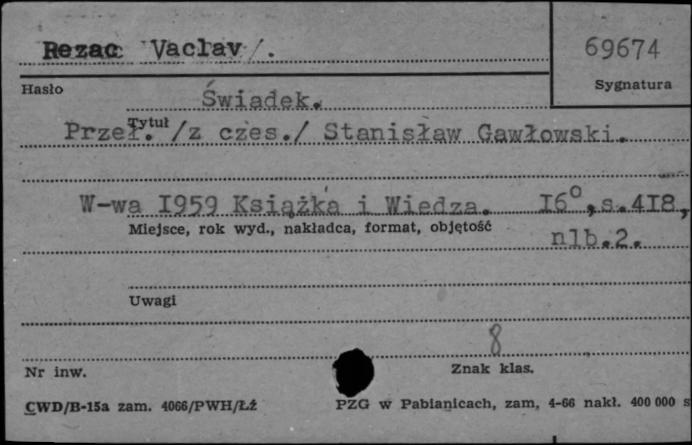 Rezac Vaclav/.
69674
Hasło
Sygnatura
Świadek.
Tytuł
Przeł. /z czes./ Stanisław Gawłowski.
W-wa 1959 Książka i Wiedza. 16°, s.418,
Miejsce, rok wyd., nakładca, format, objętość
nlb.2.
Uwagi
8
Nr inw.
Znak klas.
CWD/B-15a zam. 4066/PWH/Łź
PZG w Pabianicach, zam, 4-66 nakł. 400 000 s